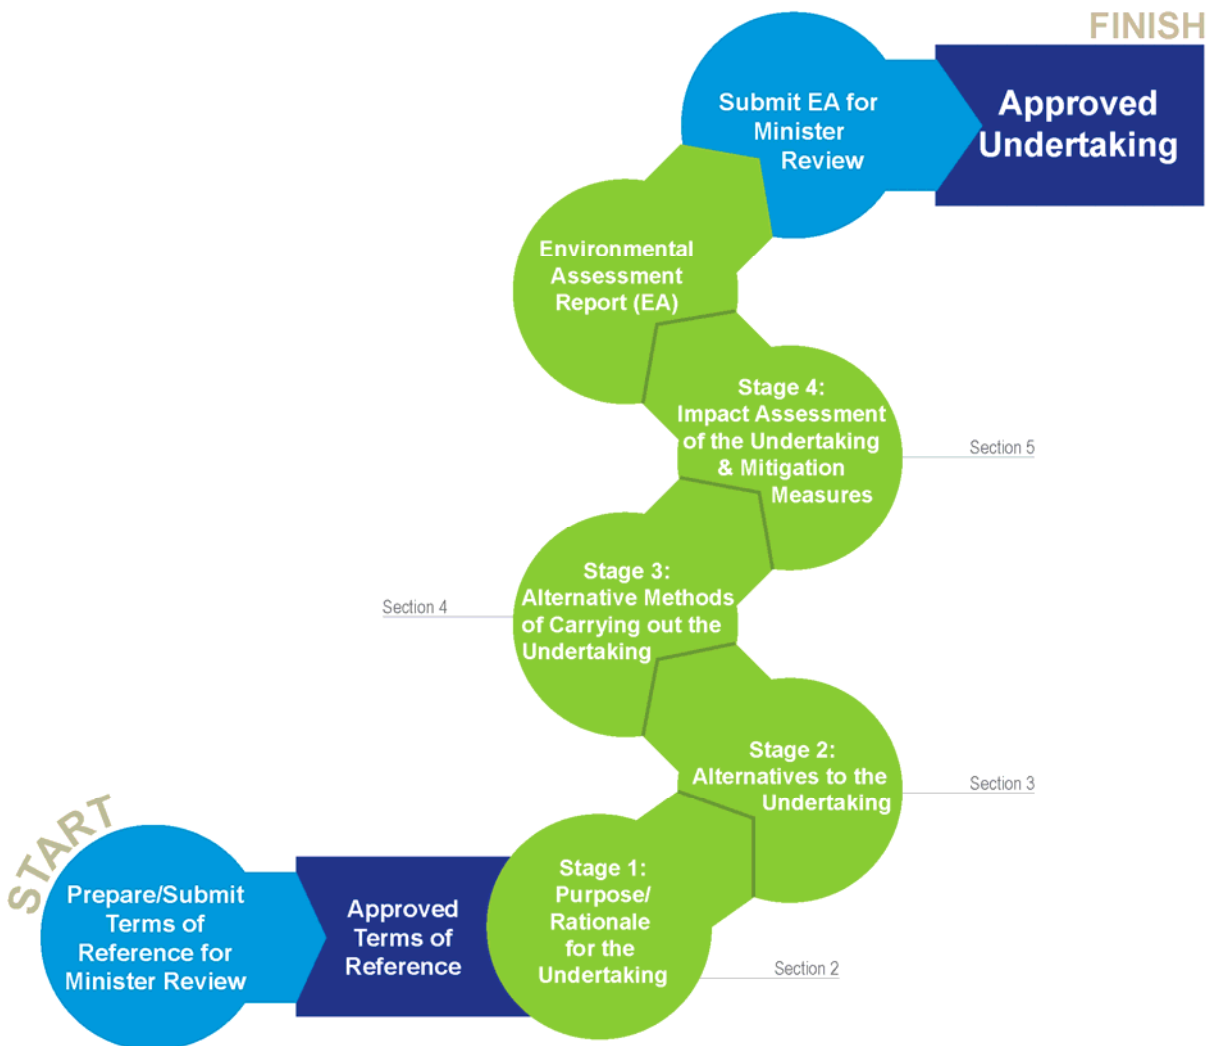 FINISH
Submit EA for
Minister
Review
Approved
Undertaking
Environmental
Assessment
Report (EA)
Stage 4:
Impact Assessment
of the Undertaking
& Mitigation
Measures
Section 5
Stage 3:
Alternative Methods
of Carrying out the
Undertaking
Section 4
Stage 2:
Alternatives to the
Undertaking
Section 3
START
Prepare/Submit
Terms of
Reference for
Minister Review
Approved
Terms of
Reference
Stage 1:
Purpose/
Rationale
for the
Undertaking
Section 2